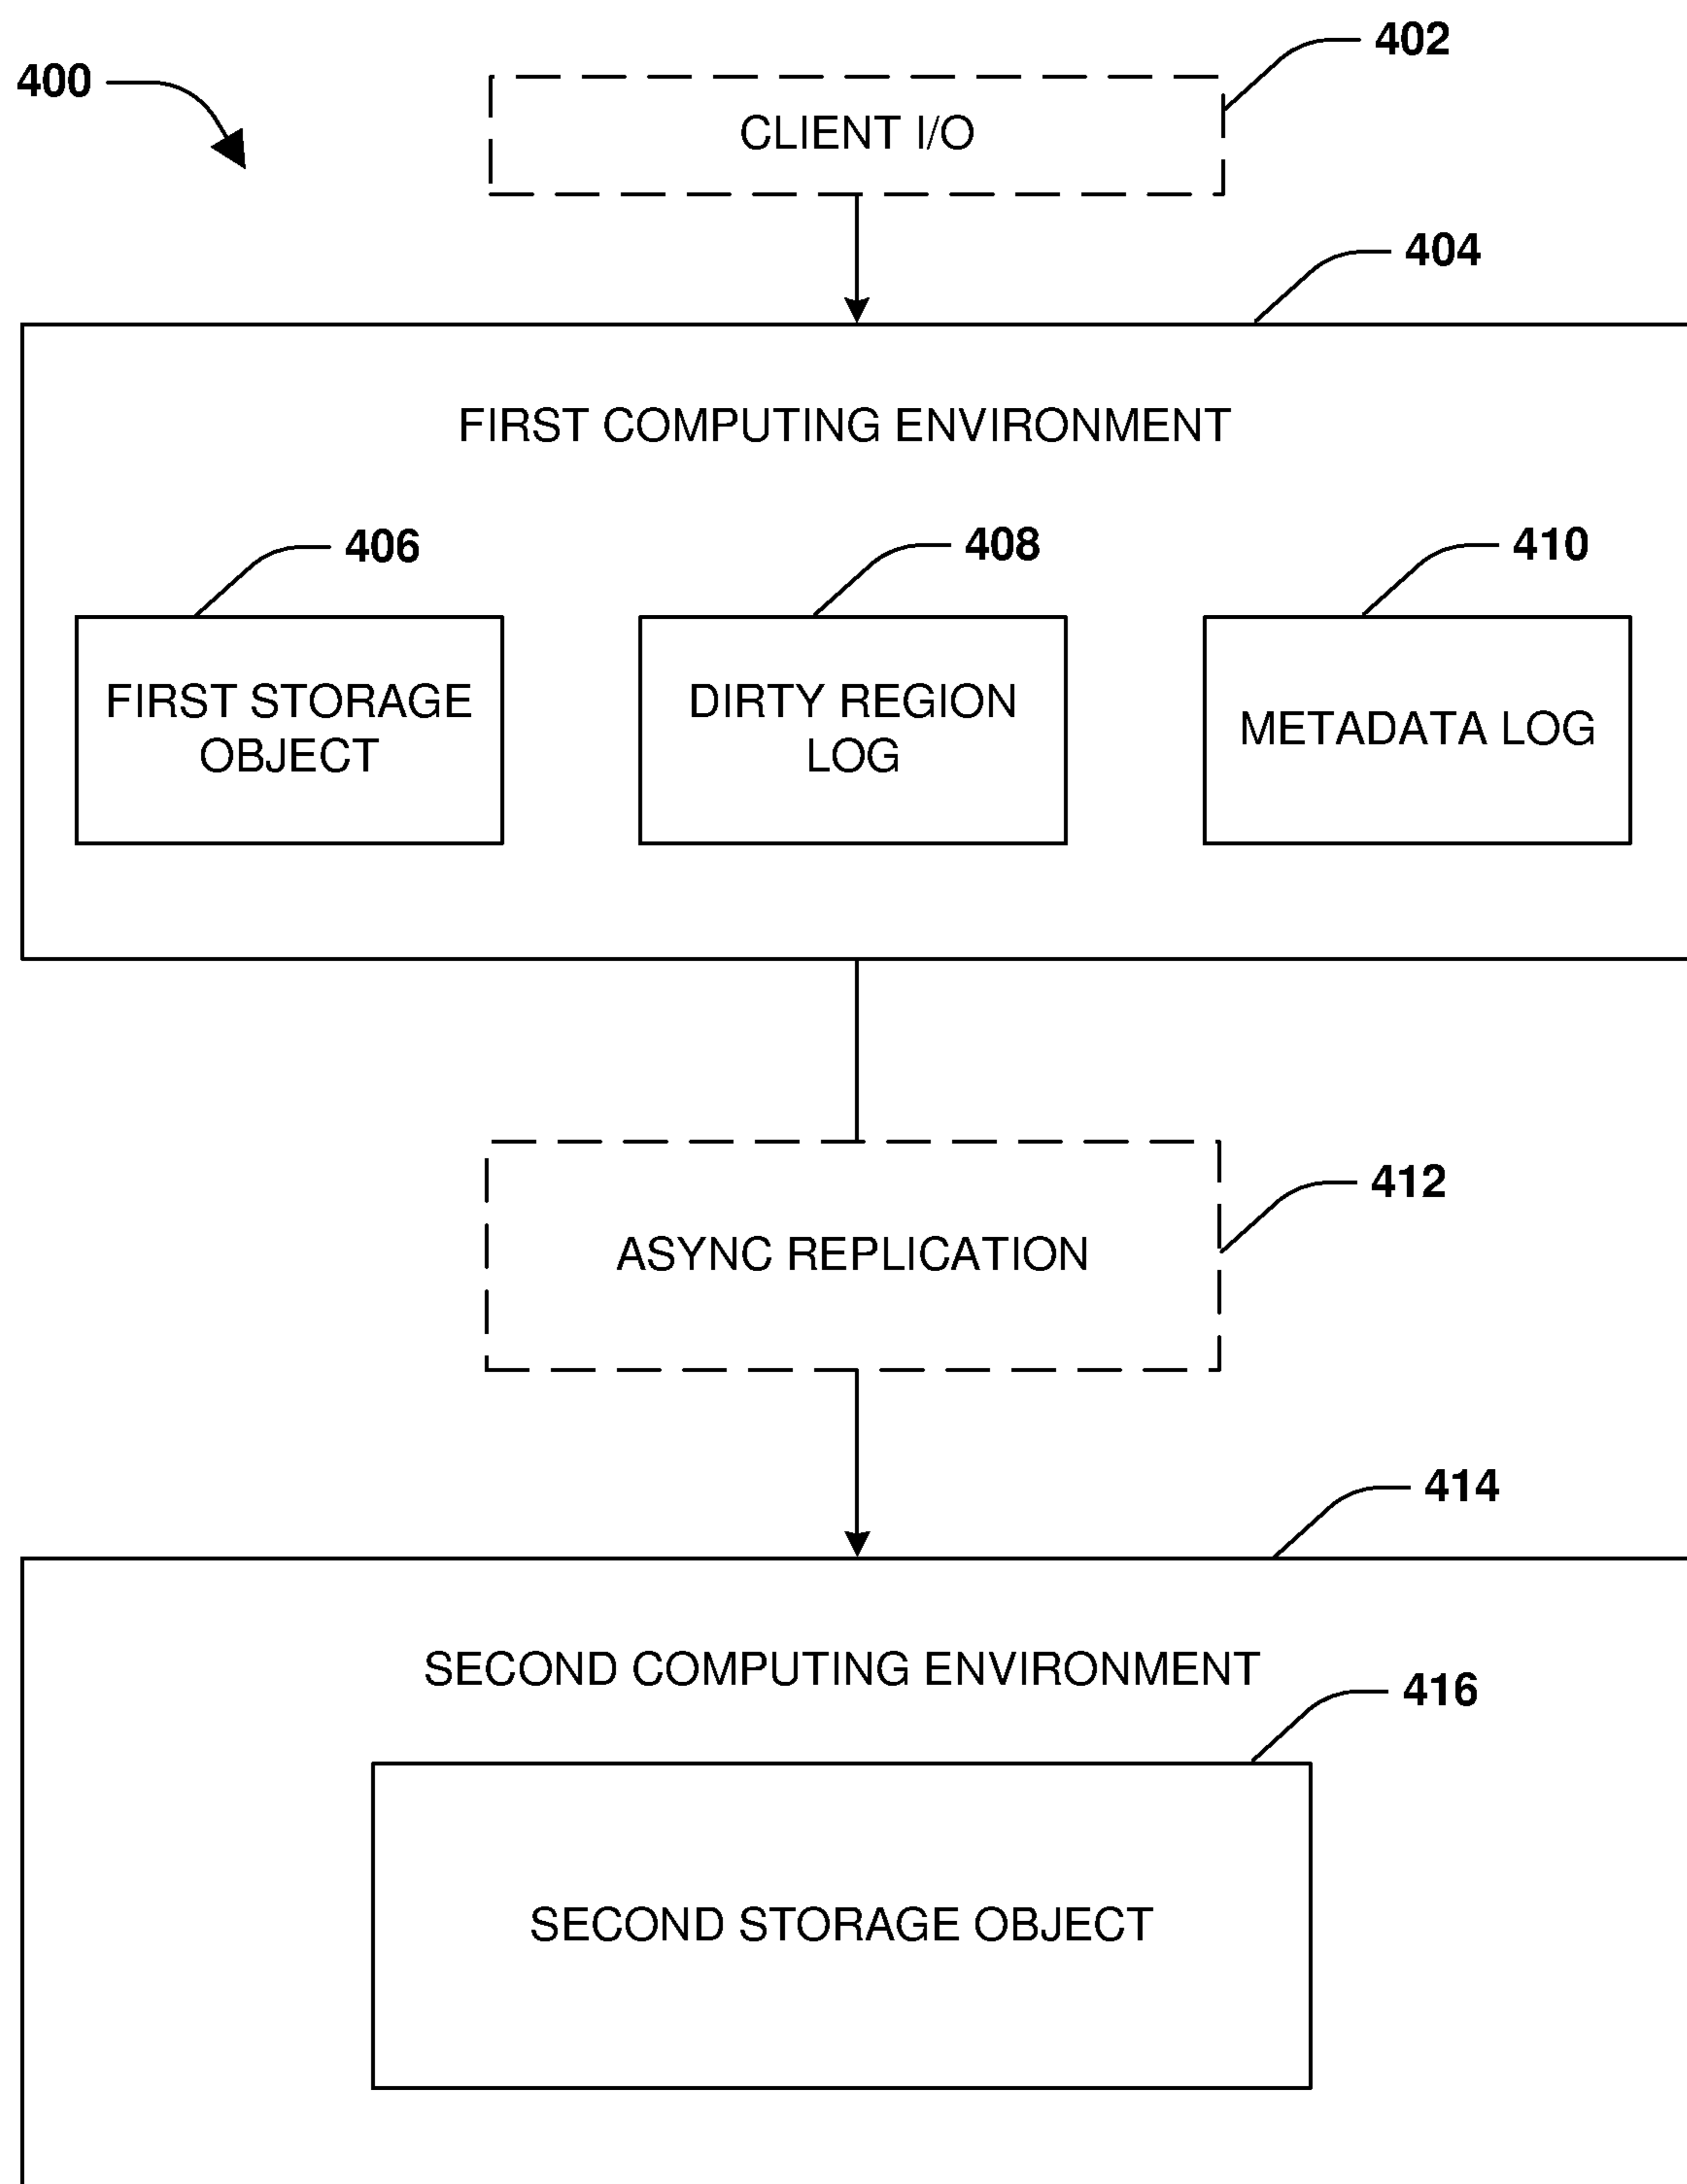 402
400
CLIENT I/O
404
FIRST COMPUTING ENVIRONMENT
406
408
410
FIRST STORAGE
OBJECT
DIRTY REGION
LOG
METADATA LOG
412
ASYNC REPLICATION
414
SECOND COMPUTING ENVIRONMENT
416
SECOND STORAGE OBJECT